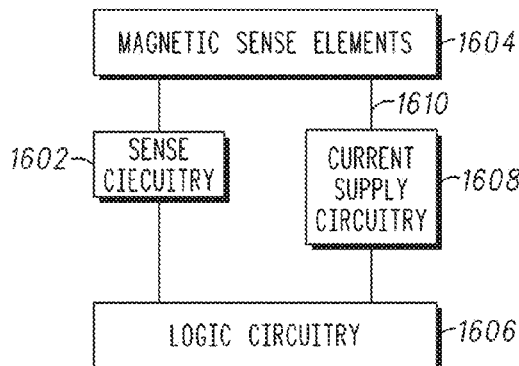 MAGNETIC SENSE ELEMENTS
1604
1610
1602
SENSE
CIECUITRY
CURRENT
SUPPLY
CIRCUITRY
1608
LOGIC CIRCUITRY
1606